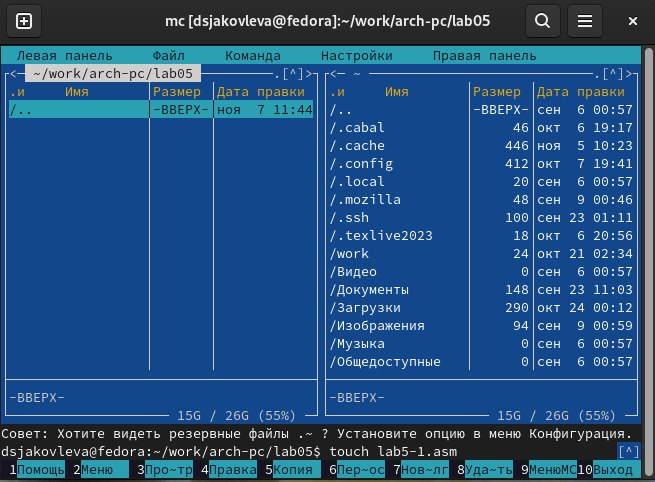 mc [dsjakovleva@fedora]:~/work/arch-pc/lab05
Левая панель Файл Команда Настройки Правая панель
<─ ~/work/arch-pc/lab05 .[^]> <─ ~ .[^]>
.и Имя Размер Дата правки .и Имя Размер Дата правки
/.. -ВВЕРХ- ноя 7 11:44 /.. -ВВЕРХ- сен 6 00:57
/.cabal 46 окт 6 19:17
/.cache 446 ноя 5 10:23
/.config 412 окт 7 19:41
/.local 20 сен 6 00:57
/.mozilla 48 сен 9 00:46
/.ssh 100 сен 23 01:11
/.texlive2023 18 окт 6 20:56
/work 24 окт 21 02:34
/Видео 0 сен 6 00:57
/Документы 148 сен 23 11:03
/Загрузки 290 окт 24 00:12
/Изображения 94 сен 9 00:59
/Музыка 0 сен 6 00:57
/Общедоступные 0 сен 6 00:57
-ВВЕРХ- -ВВЕРХ-
15G / 26G (55%) 15G / 26G (55%)
Совет: Хотите видеть резервные файлы .~ ? Установите опцию в меню Конфигурация.
dsjakovleva@fedora:~/work/arch-pc/lab05$ touch lab5-1.asm [^]
1Помощь 2Меню 3Про~тр 4Правка 5Копия 6Пер~ос 7Нов~лг 8Уда~ть 9МенюMC 10Выход